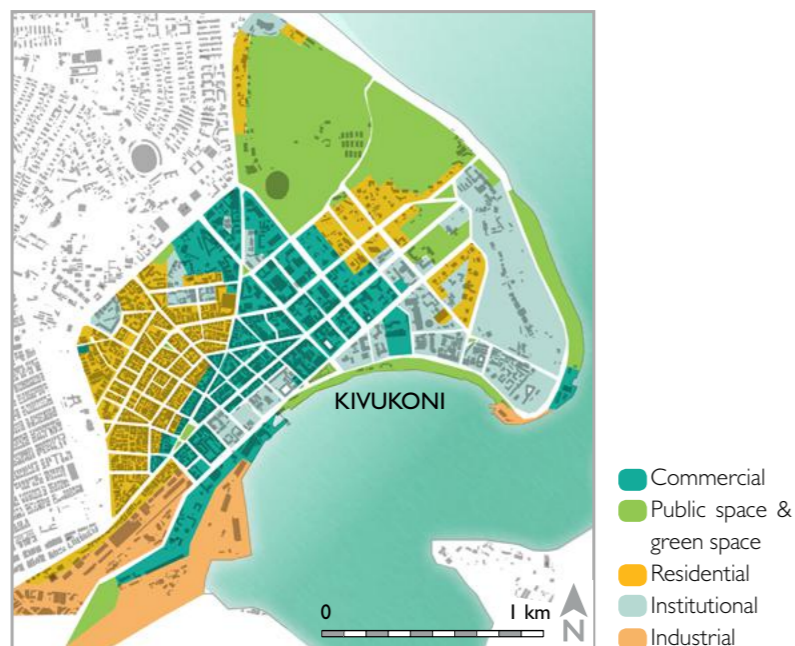 KIVUKONI
Commercial
Public space &
green space
Residential
Institutional
Industrial
0 1 km
N